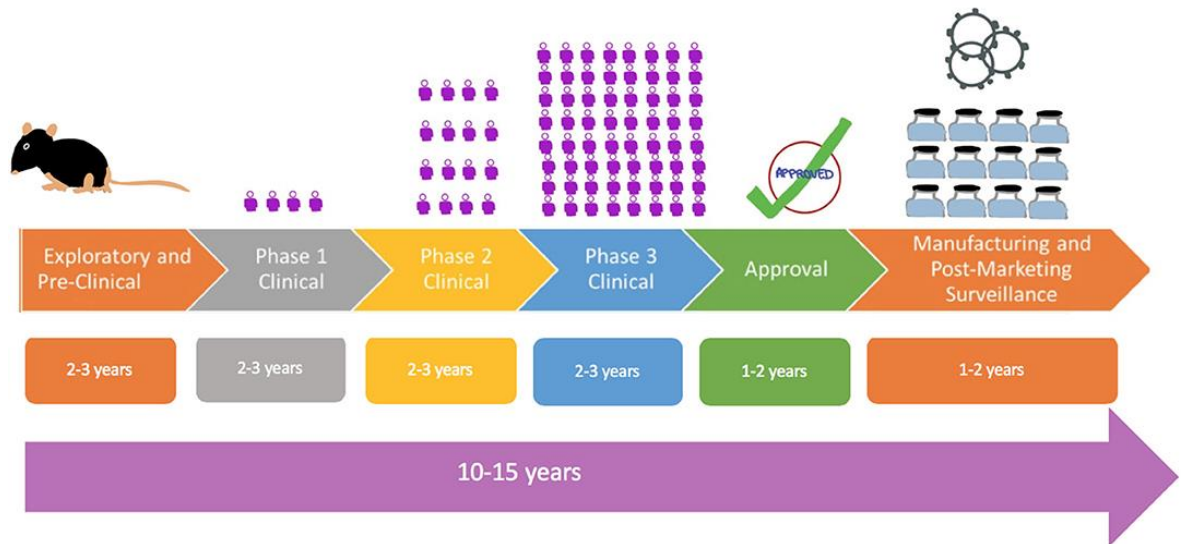 APPROVED
Exploratory and
Pre-Clinical
Phase 1
Clinical
Phase 2
Clinical
Phase 3
Clinical
Approval
Manufacturing and
Post-Marketing
Surveillance
2-3 years
2-3 years
2-3 years
2-3 years
1-2 years
1-2 years
10-15 years